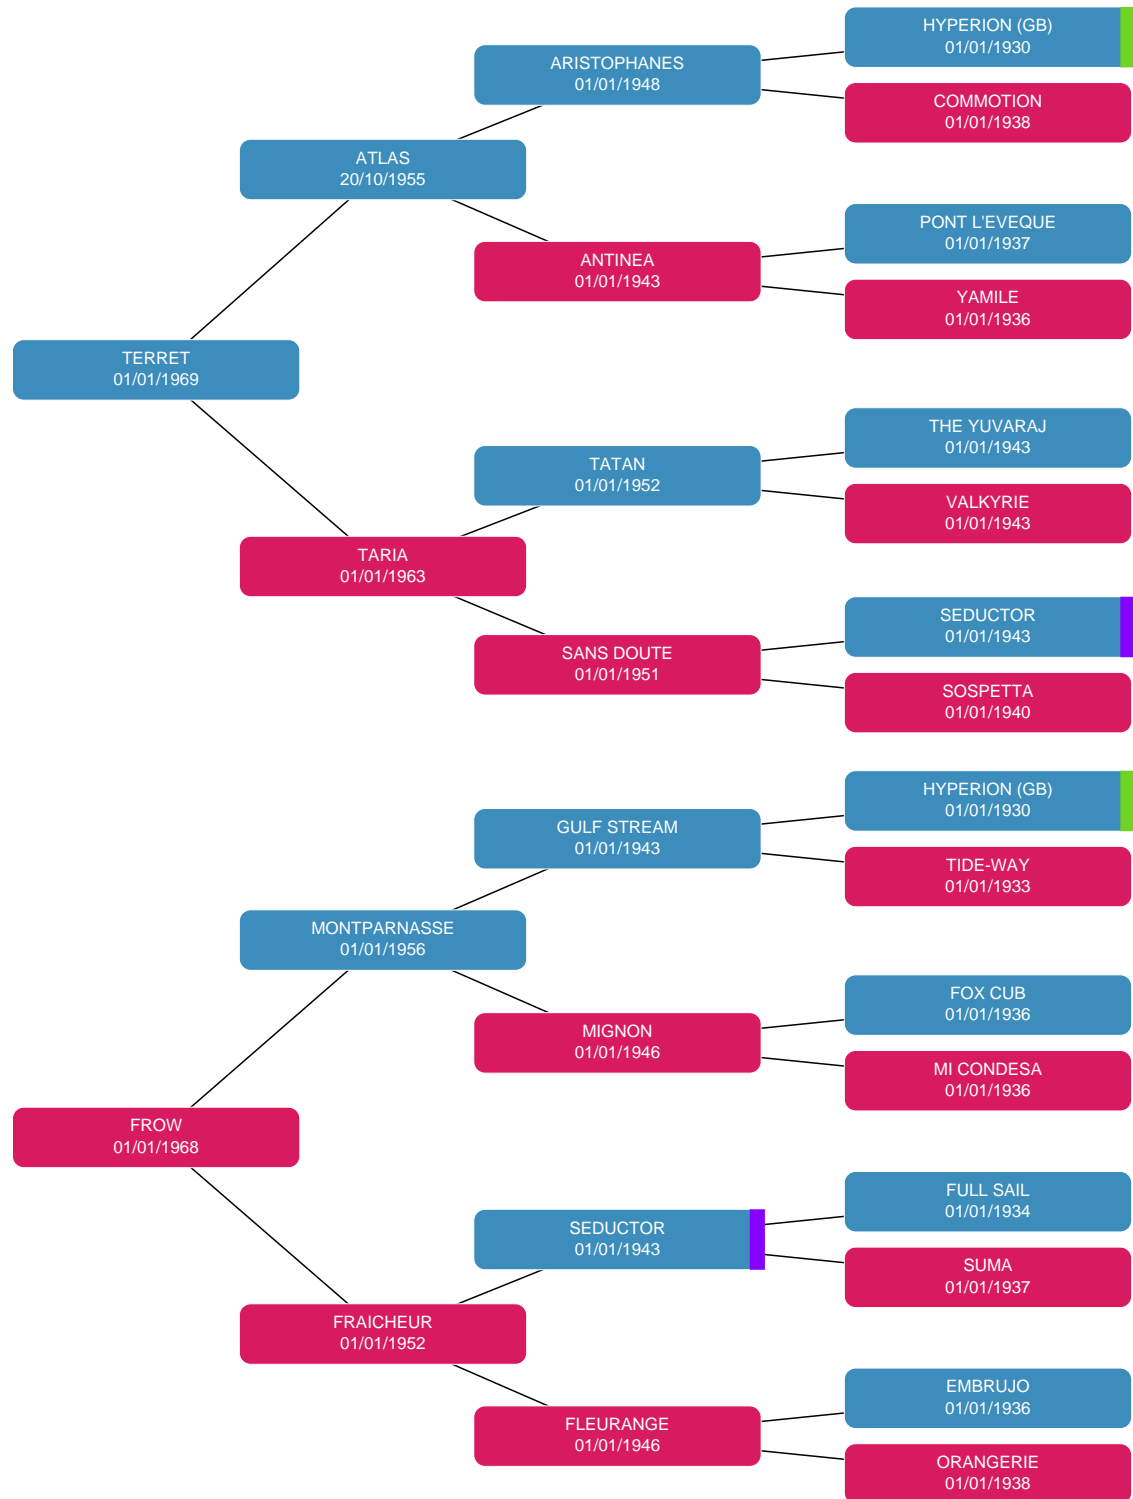 HYPERION (GB)
01/01/1930
ARISTOPHANES
01/01/1948
COMMOTION
01/01/1938
ATLAS
20/10/1955
PONT L'EVEQUE
01/01/1937
ANTINEA
01/01/1943
YAMILE
01/01/1936
TERRET
01/01/1969
THE YUVARAJ
01/01/1943
TATAN
01/01/1952
VALKYRIE
01/01/1943
TARIA
01/01/1963
SEDUCTOR
01/01/1943
SANS DOUTE
01/01/1951
SOSPETTA
01/01/1940
HYPERION (GB)
01/01/1930
GULF STREAM
01/01/1943
TIDE-WAY
01/01/1933
MONTPARNASSE
01/01/1956
FOX CUB
01/01/1936
MIGNON
01/01/1946
MI CONDESA
01/01/1936
FROW
01/01/1968
FULL SAIL
01/01/1934
SEDUCTOR
01/01/1943
SUMA
01/01/1937
FRAICHEUR
01/01/1952
EMBRUJO
01/01/1936
FLEURANGE
01/01/1946
ORANGERIE
01/01/1938